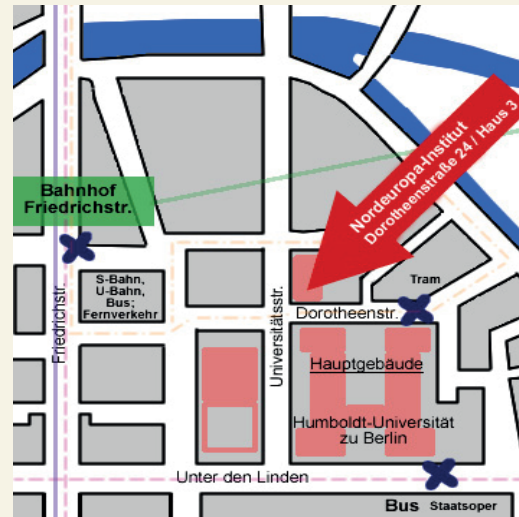 Nordeuropa-Institut
Dorotheenstraße 24 / Haus 3
Bahnhof
Friedrichstr.
S-Bahn,
U-Bahn,
Bus;
Fernverkehr
Tram
Friedrichstr.
Universitätsstr.
Dorotheenstr.
Hauptgebäude
Humboldt-Universität
zu Berlin
Unter den Linden
Bus Staatsoper